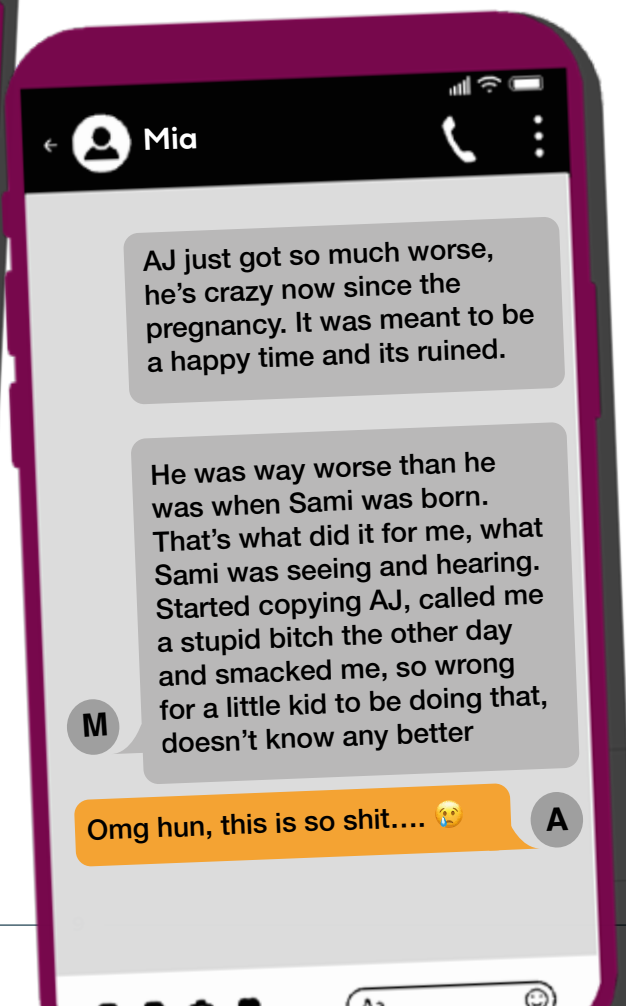 Mia
AJ just got so much worse,
he's crazy now since the
pregnancy. It was meant to be
a happy time and its ruined.
He was way worse than he
was when Sami was born.
That's what did it for me, what
Sami was seeing and hearing.
Started copying AJ, called me
a stupid bitch the other day
and smacked me, so wrong
for a little kid to be doing that,
doesn't know any better
M
Omg hun, this is so shit.... 😢
A
Aa